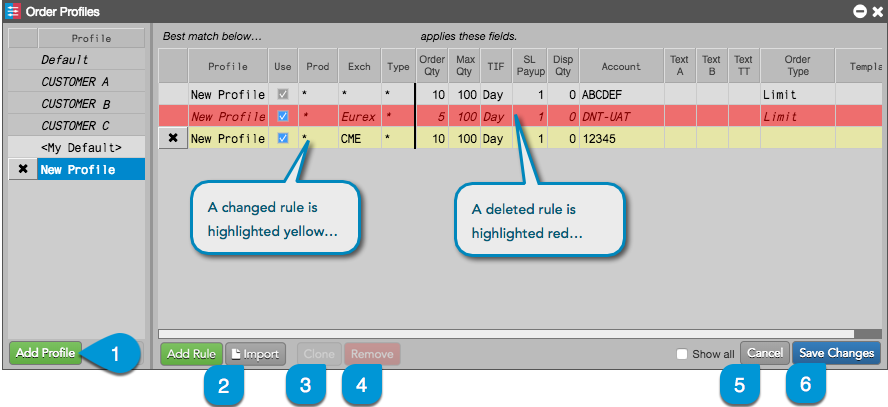 Order Profiles
Profile
Default
CUSTOMER A
CUSTOMER B
CUSTOMER C
<My Default>
New Profile
Add Profile
1
Best match below…
applies these fields.
Profile Use Prod Exch Type Order Qty Max Qty TIF SL Payup Disp Qty Account Text A Text B Text TT Order Type Templa
New Profile * * * 10 100 Day 1 0 ABCDEF Limit
New Profile * Eurex * 5 100 Day 1 0 DNT-UAT Limit
New Profile * CME * 10 100 Day 1 0 12345
A changed rule is
highlighted yellow…
A deleted rule is
highlighted red…
Add Rule Import Clone Remove Show all Cancel Save Changes
2 3 4 5 6